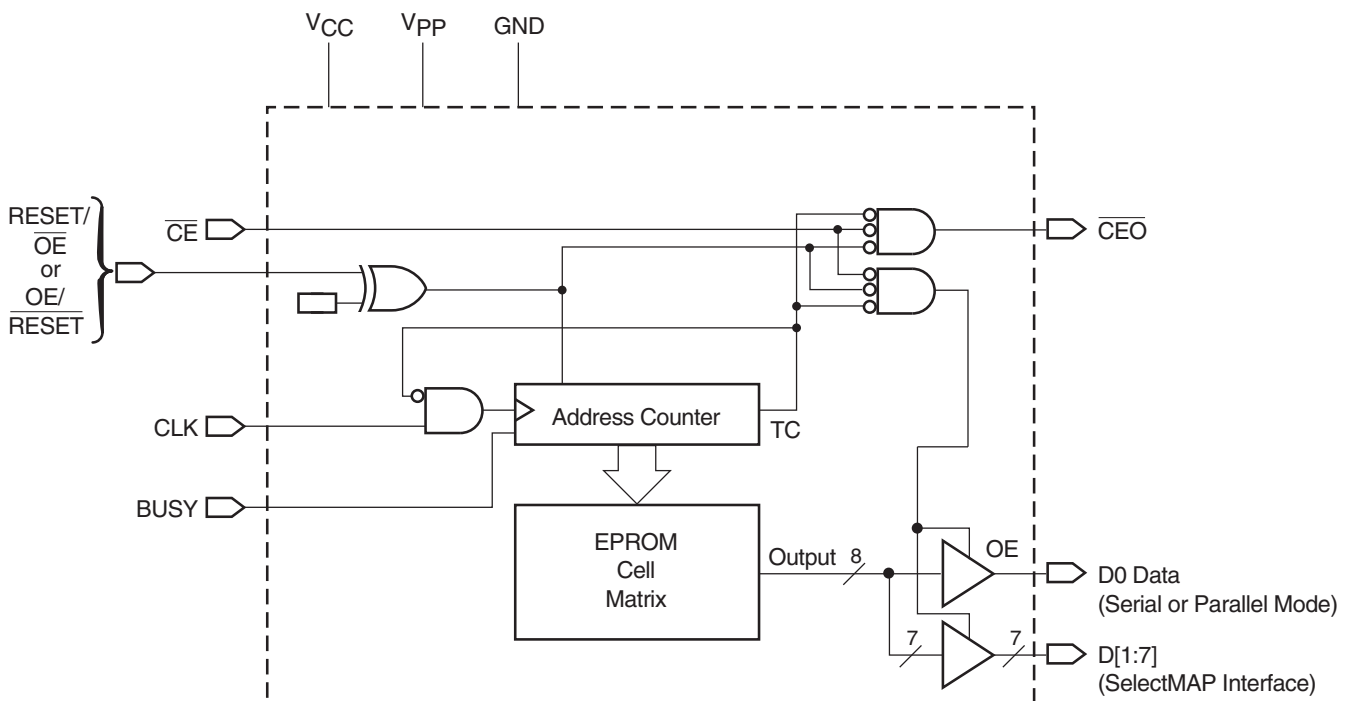 VCC
VPP
GND
RESET/
OE
or
OE/
RESET
CE
CEO
CLK
Address Counter
TC
BUSY
EPROM
Cell
Matrix
Output
8
OE
D0 Data
(Serial or Parallel Mode)
7
7
D[1:7]
(SelectMAP Interface)